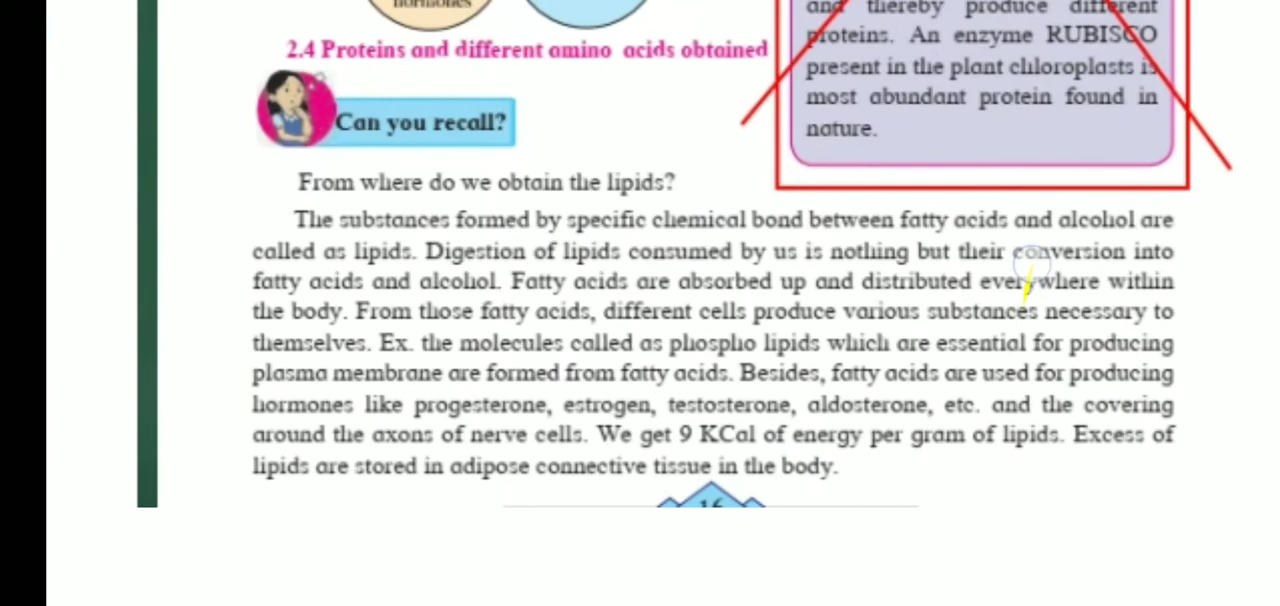 hormones
2.4 Proteins and different amino acids obtained
and thereby produce different
proteins. An enzyme RUBISCO
present in the plant chloroplasts is
most abundant protein found in
nature.
Can you recall?
From where do we obtain the lipids?
The substances formed by specific chemical bond between fatty acids and alcohol are
called as lipids. Digestion of lipids consumed by us is nothing but their conversion into
fatty acids and alcohol. Fatty acids are absorbed up and distributed everywhere within
the body. From those fatty acids, different cells produce various substances necessary to
themselves. Ex. the molecules called as phospho lipids which are essential for producing
plasma membrane are formed from fatty acids. Besides, fatty acids are used for producing
hormones like progesterone, estrogen, testosterone, aldosterone, etc. and the covering
around the axons of nerve cells. We get 9 KCal of energy per gram of lipids. Excess of
lipids are stored in adipose connective tissue in the body.
16